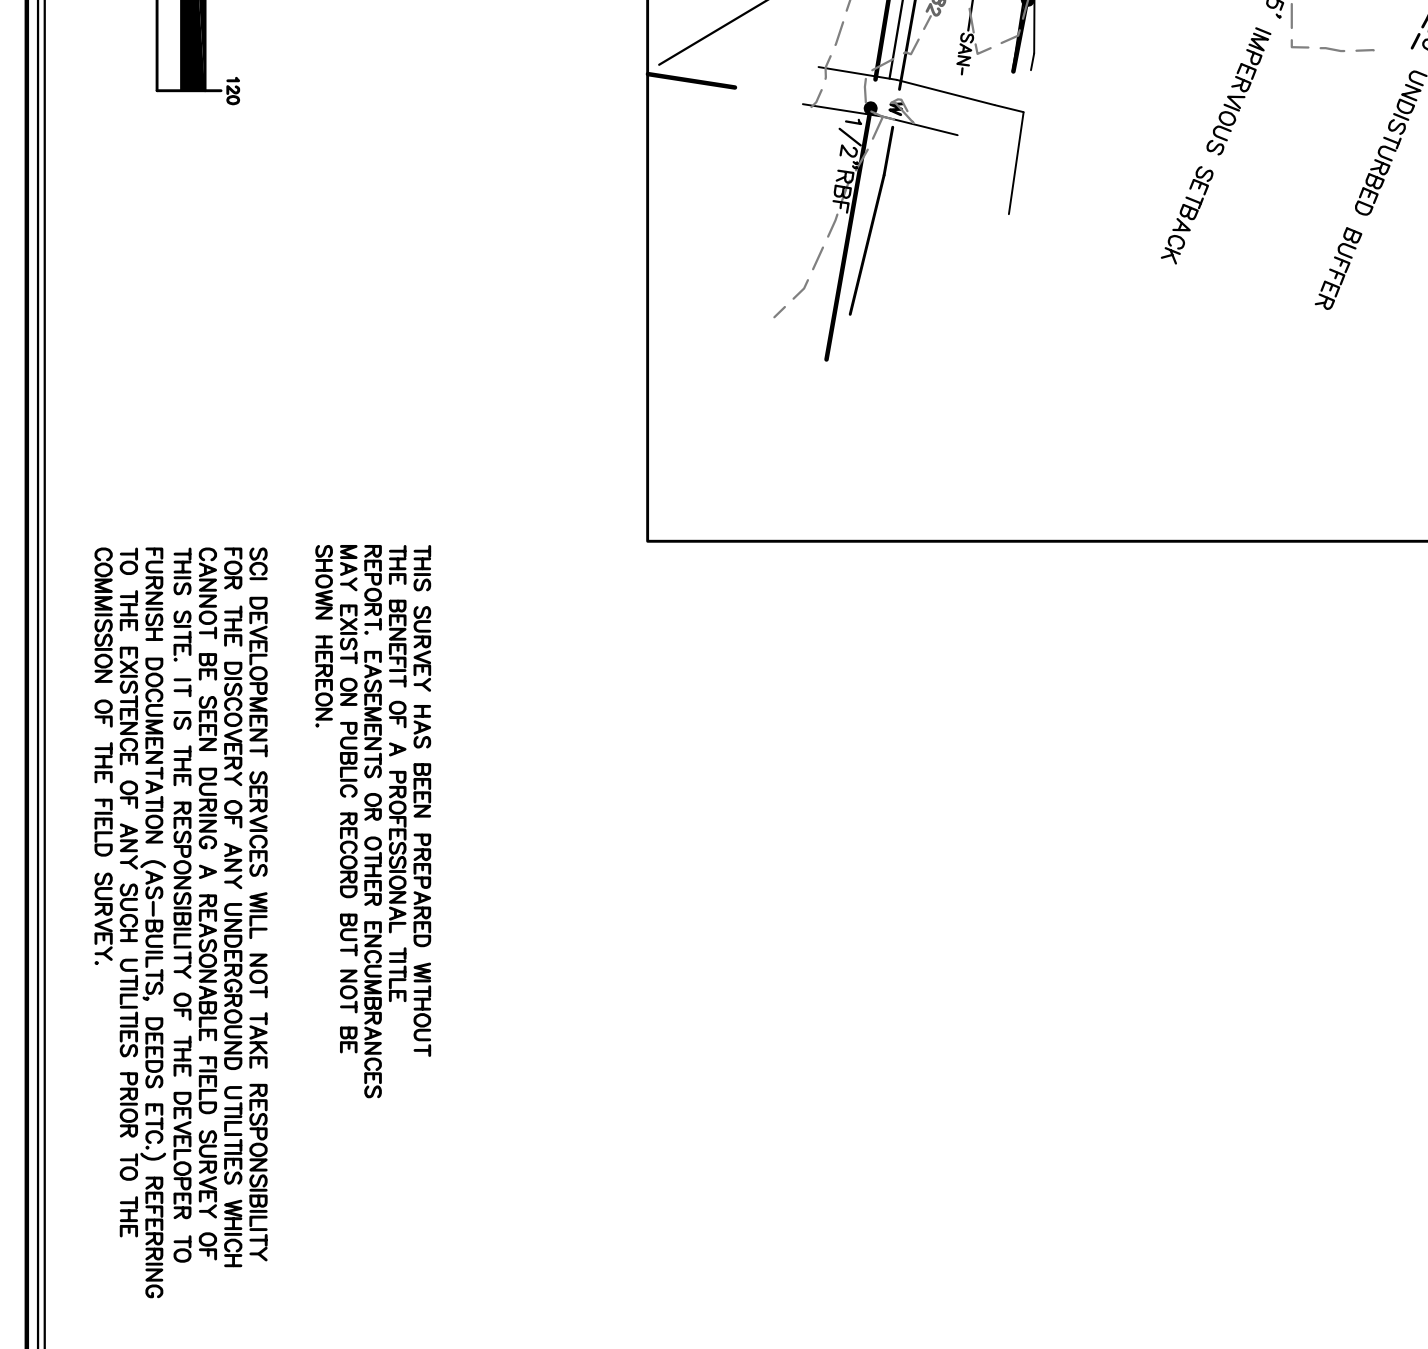 120
82
SAN
W
1/2" RBF
5' IMPERVIOUS SETBACK
UNDISTURBED BUFFER
THIS SURVEY HAS BEEN PREPARED WITHOUT
THE BENEFIT OF A PROFESSIONAL TITLE
REPORT. EASEMENTS OR OTHER ENCUMBRANCES
MAY EXIST ON PUBLIC RECORD BUT NOT BE
SHOWN HEREON.
SCI DEVELOPMENT SERVICES WILL NOT TAKE RESPONSIBILITY
FOR THE DISCOVERY OF ANY UNDERGROUND UTILITIES WHICH
CANNOT BE SEEN DURING A REASONABLE FIELD SURVEY OF
THIS SITE. IT IS THE RESPONSIBILITY OF THE DEVELOPER TO
FURNISH DOCUMENTATION (AS-BUILTS, DEEDS ETC.) REFERRING
TO THE EXISTENCE OF ANY SUCH UTILITIES PRIOR TO THE
COMMISSION OF THE FIELD SURVEY.